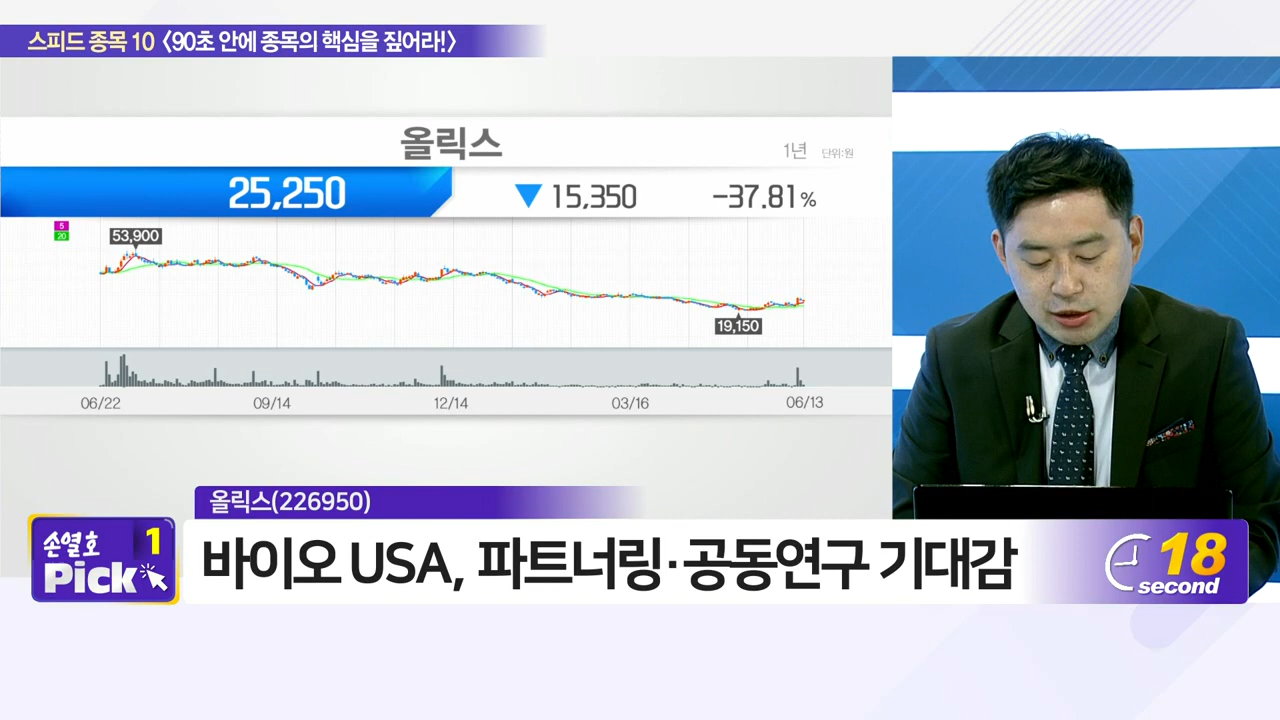 스피드 종목 10 〈90초 안에 종목의 핵심을 짚어라!〉
올릭스
1년 단위:원
25,250 ▼ 15,350 -37.81%
5
20
53,900
19,150
06/22 09/14 12/14 03/16 06/13
올릭스(226950)
손열호 1
Pick
바이오 USA, 파트너링·공동연구 기대감
18
second